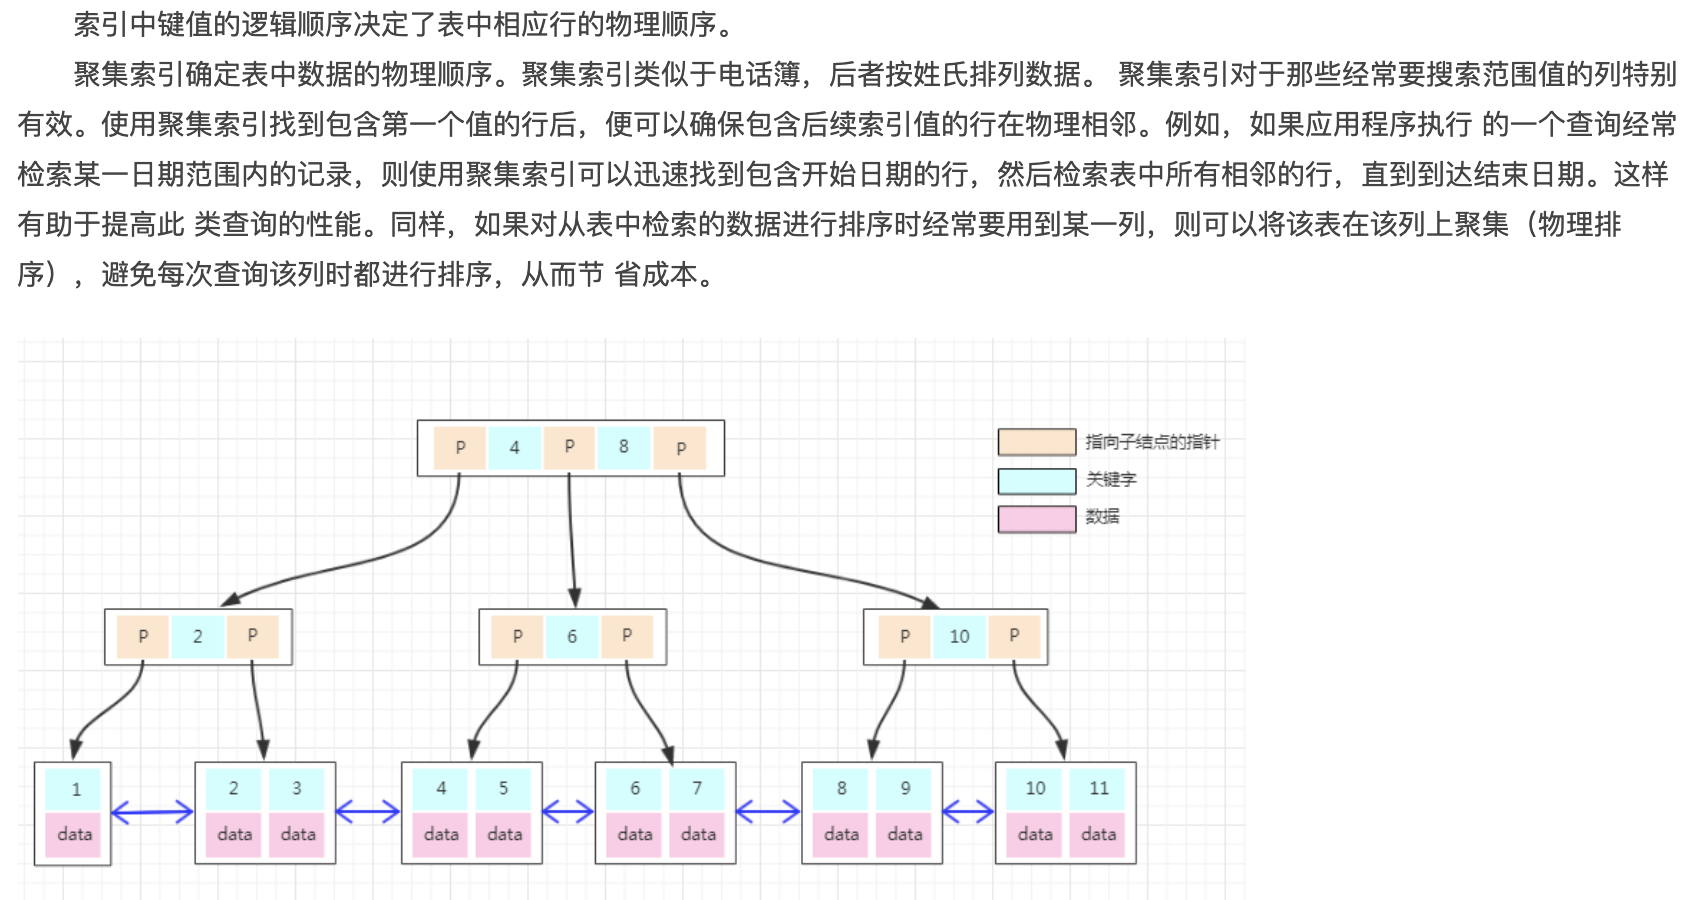 索引中键值的逻辑顺序决定了表中相应行的物理顺序。
聚集索引确定表中数据的物理顺序。聚集索引类似于电话簿，后者按姓氏排列数据。 聚集索引对于那些经常要搜索范围值的列特别
有效。使用聚集索引找到包含第一个值的行后，便可以确保包含后续索引值的行在物理相邻。例如，如果应用程序执行 的一个查询经常
检索某一日期范围内的记录，则使用聚集索引可以迅速找到包含开始日期的行，然后检索表中所有相邻的行，直到到达结束日期。这样
有助于提高此 类查询的性能。同样，如果对从表中检索的数据进行排序时经常要用到某一列，则可以将该表在该列上聚集（物理排
序），避免每次查询该列时都进行排序，从而节 省成本。
P 4 P 8 P
指向子结点的指针
关键字
数据
P 2 P
P 6 P
P 10 P
1
2 3
4 5
6 7
8 9
10 11
data
data data
data data
data data
data data
data data